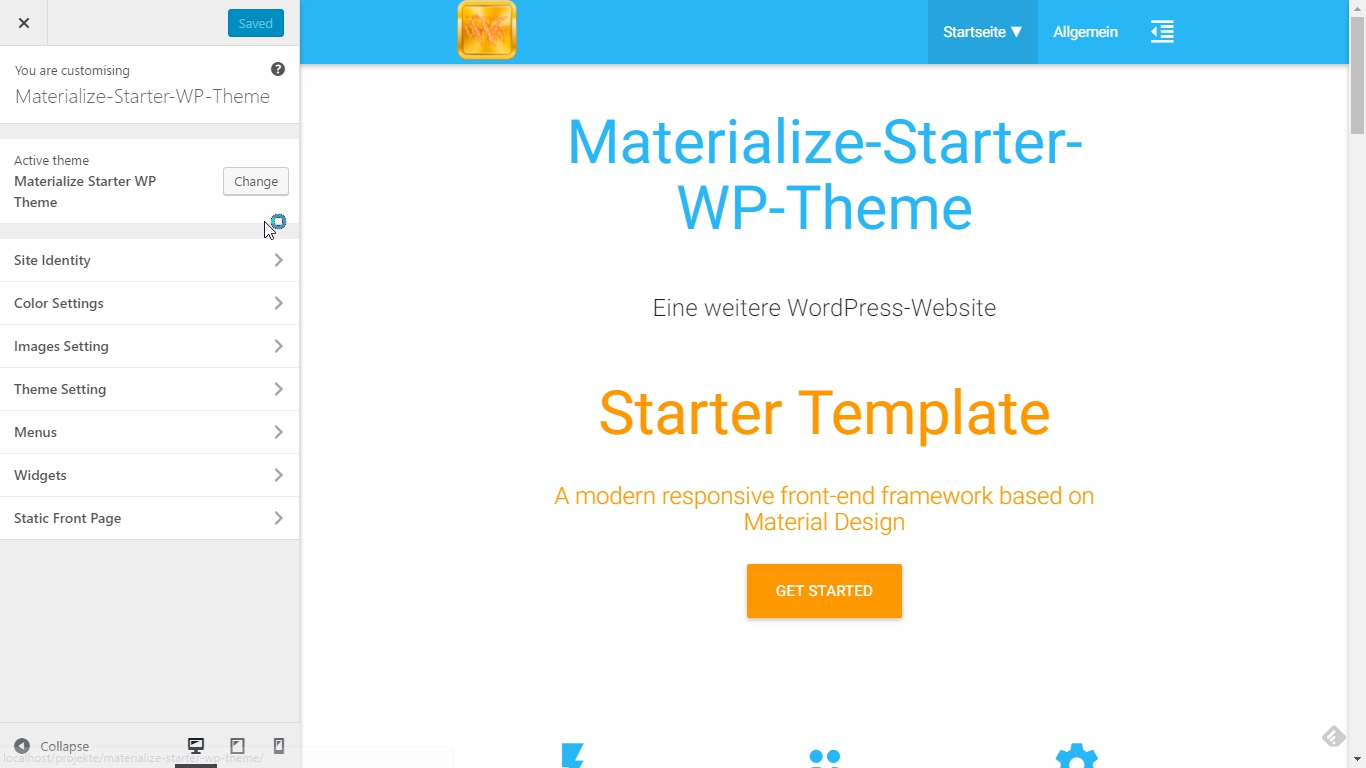 Saved
You are customising
Materialize-Starter-WP-Theme
Active theme
Materialize Starter WP
Theme
Change
Site Identity
Color Settings
Images Setting
Theme Setting
Menus
Widgets
Static Front Page
Collapse
localhost/projekte/materialize-starter-wp-theme/
Startseite ▼
Allgemein
Materialize-Starter-
WP-Theme
Eine weitere WordPress-Website
Starter Template
A modern responsive front-end framework based on
Material Design
GET STARTED